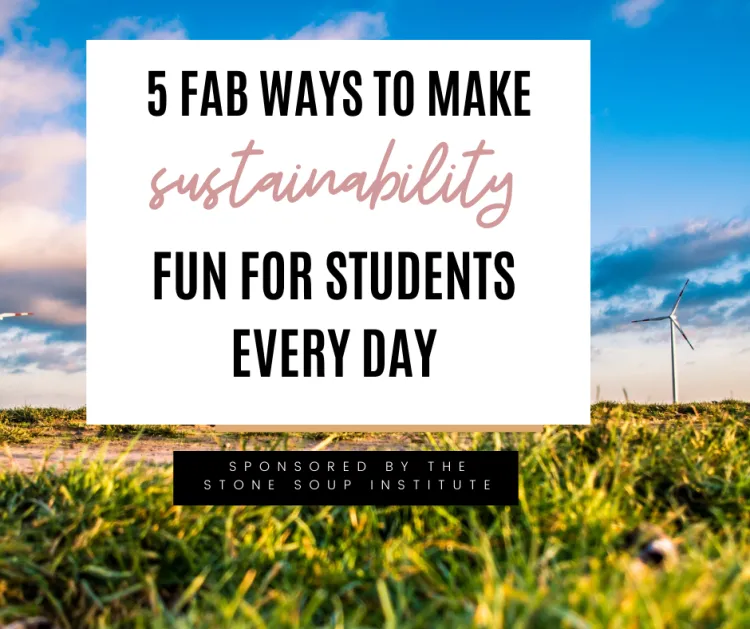 5 FAB WAYS TO MAKE
sustainability
FUN FOR STUDENTS
EVERY DAY
SPONSORED BY THE
STONE SOUP INSTITUTE